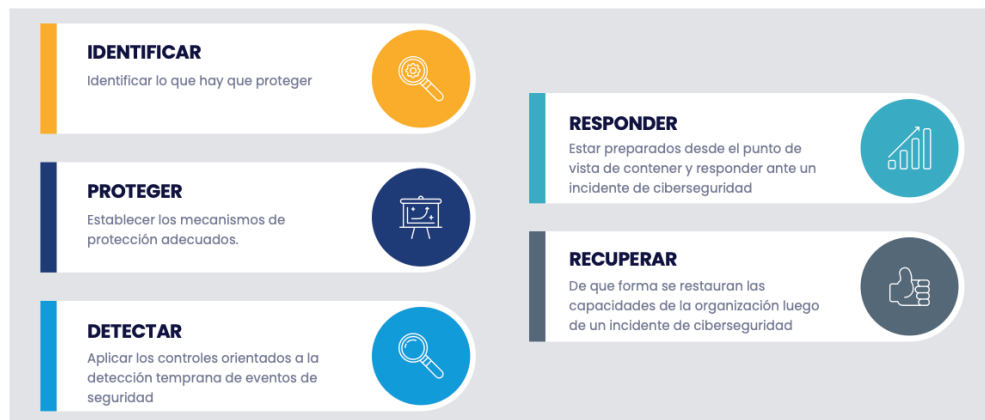 IDENTIFICAR
Identificar lo que hay que proteger
PROTEGER
Establecer los mecanismos de
protección adecuados.
DETECTAR
Aplicar los controles orientados a la
detección temprana de eventos de
seguridad
RESPONDER
Estar preparados desde el punto de
vista de contener y responder ante un
incidente de ciberseguridad
RECUPERAR
De que forma se restauran las
capacidades de la organización luego
de un incidente de ciberseguridad